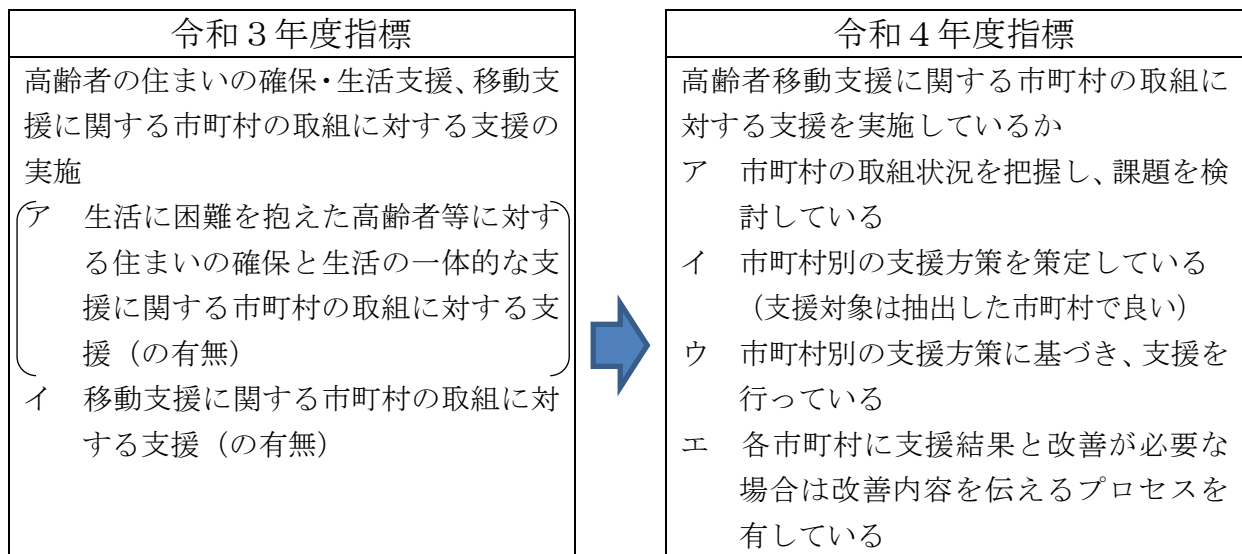 令和３年度指標
高齢者の住まいの確保・生活支援、移動支
援に関する市町村の取組に対する支援の
実施
ア　生活に困難を抱えた高齢者等に対す
る住まいの確保と生活の一体的な支
援に関する市町村の取組に対する支
援（の有無）
イ　移動支援に関する市町村の取組に対
する支援（の有無）
令和４年度指標
高齢者移動支援に関する市町村の取組に
対する支援を実施しているか
ア　市町村の取組状況を把握し、課題を検
討している
イ　市町村別の支援方策を策定している
（支援対象は抽出した市町村で良い）
ウ　市町村別の支援方策に基づき、支援を
行っている
エ　各市町村に支援結果と改善が必要な
場合は改善内容を伝えるプロセスを
有している